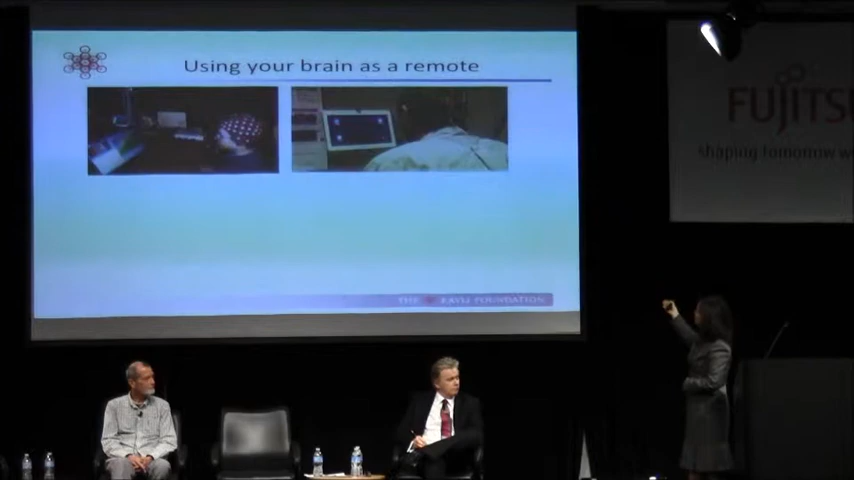 Using your brain as a remote
FUJITSU
shaping tomorrow w
THE KAVLI FOUNDATION